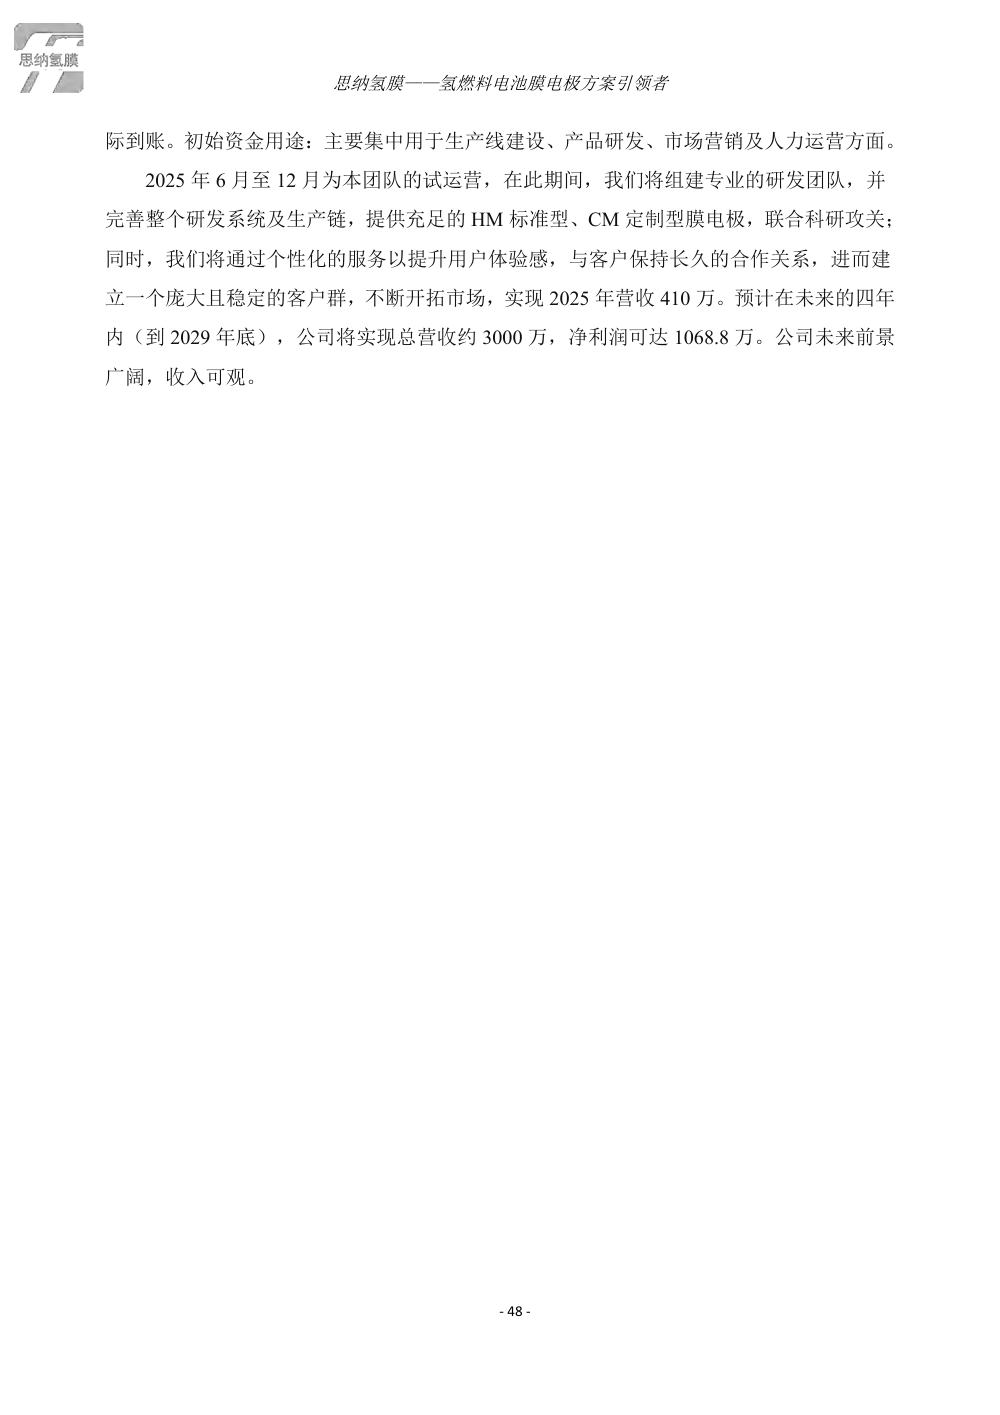 思纳氢膜
思纳氢膜——氢燃料电池膜电极方案引领者
际到账。初始资金用途：主要集中用于生产线建设、产品研发、市场营销及人力运营方面。
2025 年 6 月至 12 月为本团队的试运营，在此期间，我们将组建专业的研发团队，并
完善整个研发系统及生产链，提供充足的 HM 标准型、CM 定制型膜电极，联合科研攻关；
同时，我们将通过个性化的服务以提升用户体验感，与客户保持长久的合作关系，进而建
立一个庞大且稳定的客户群，不断开拓市场，实现 2025 年营收 410 万。预计在未来的四年
内（到 2029 年底），公司将实现总营收约 3000 万，净利润可达 1068.8 万。公司未来前景
广阔，收入可观。
- 48 -